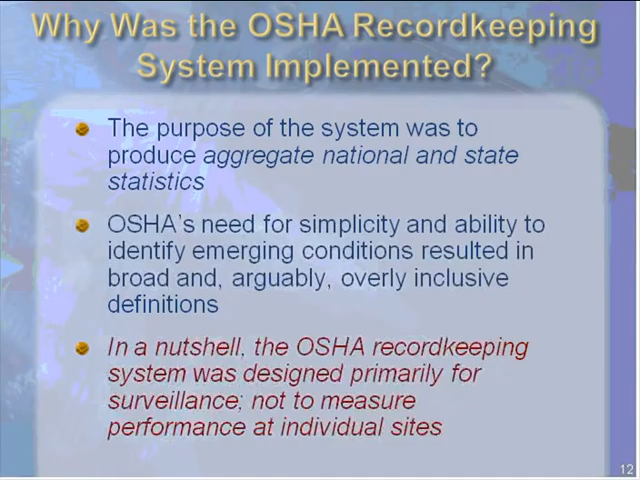 Why Was the OSHA Recordkeeping
System Implemented?
The purpose of the system was to
produce aggregate national and state
statistics
OSHA's need for simplicity and ability to
identify emerging conditions resulted in
broad and, arguably, overly inclusive
definitions
In a nutshell, the OSHA recordkeeping
system was designed primarily for
surveillance; not to measure
performance at individual sites
12